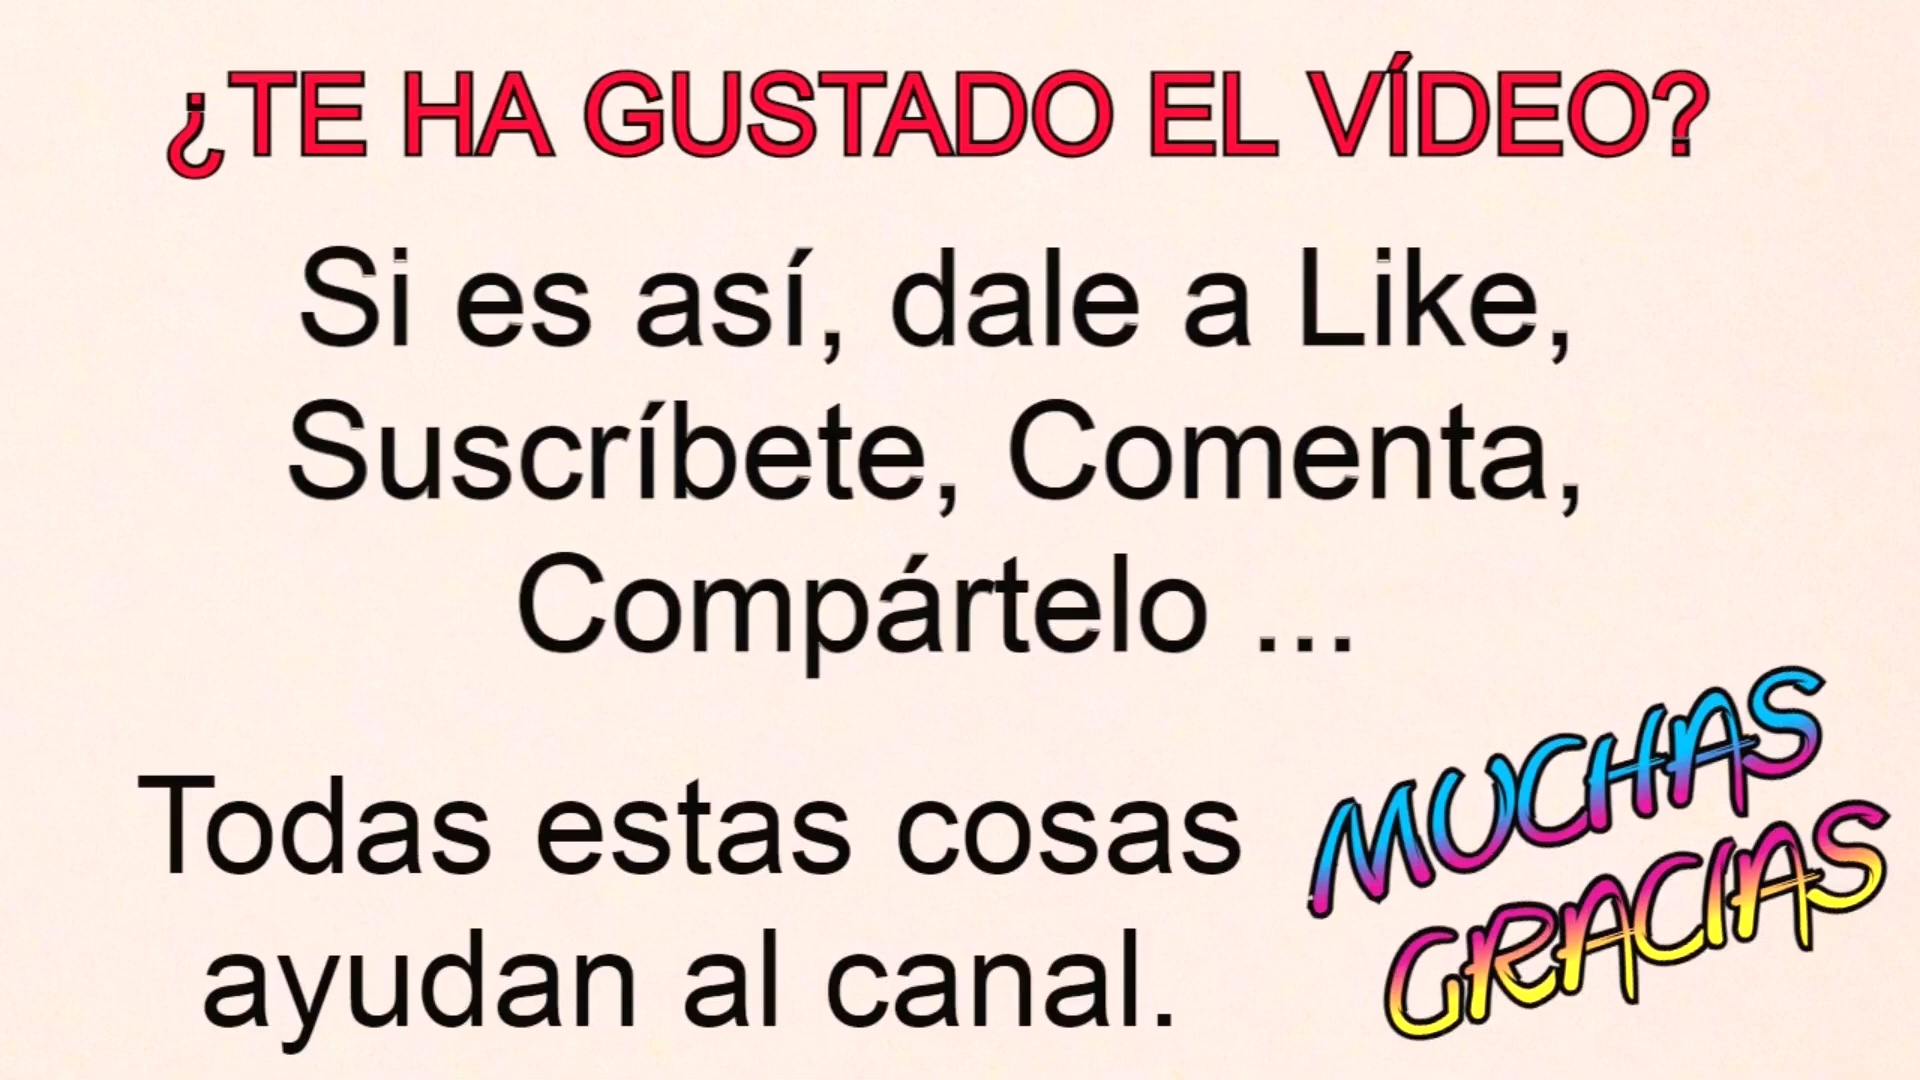 ¿TE HA GUSTADO EL VÍDEO?
Si es así, dale a Like,
Suscríbete, Comenta,
Compártelo ...
Todas estas cosas
ayudan al canal.
MUCHAS
GRACIAS